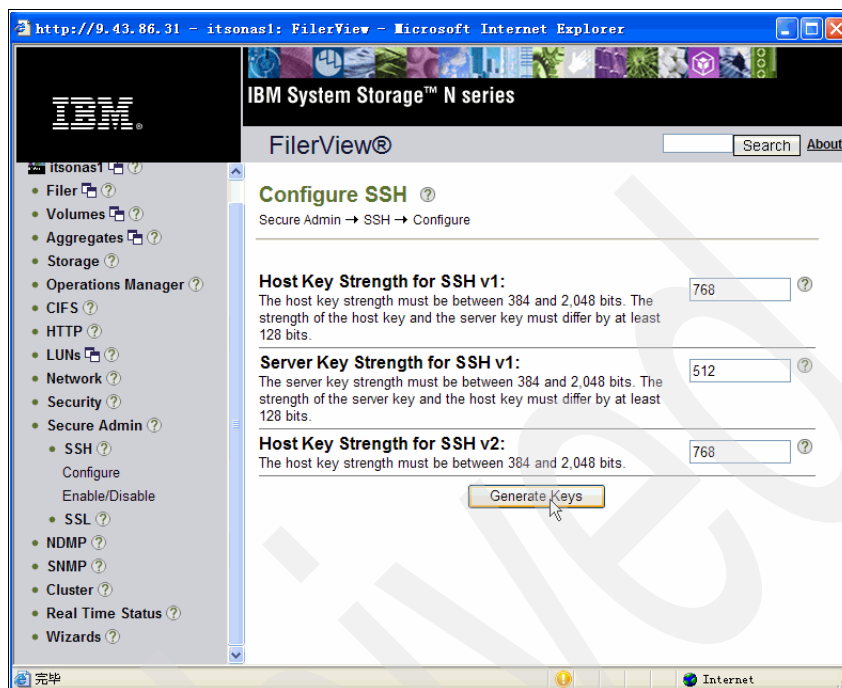 http://9.43.86.31 - itsonas1: FilerView - Microsoft Internet Explorer
IBM®
IBM System Storage™ N series
FilerView®
Search
About
itsonas1
Filer
Volumes
Aggregates
Storage
Operations Manager
CIFS
HTTP
LUNs
Network
Security
Secure Admin
SSH
Configure
Enable/Disable
SSL
NDMP
SNMP
Cluster
Real Time Status
Wizards
Configure SSH
Secure Admin → SSH → Configure
Host Key Strength for SSH v1:
The host key strength must be between 384 and 2,048 bits. The
strength of the host key and the server key must differ by at least
128 bits.
768
Server Key Strength for SSH v1:
The server key strength must be between 384 and 2,048 bits. The
strength of the server key and the host key must differ by at least
128 bits.
512
Host Key Strength for SSH v2:
The host key strength must be between 384 and 2,048 bits.
768
Generate Keys
完毕
Internet